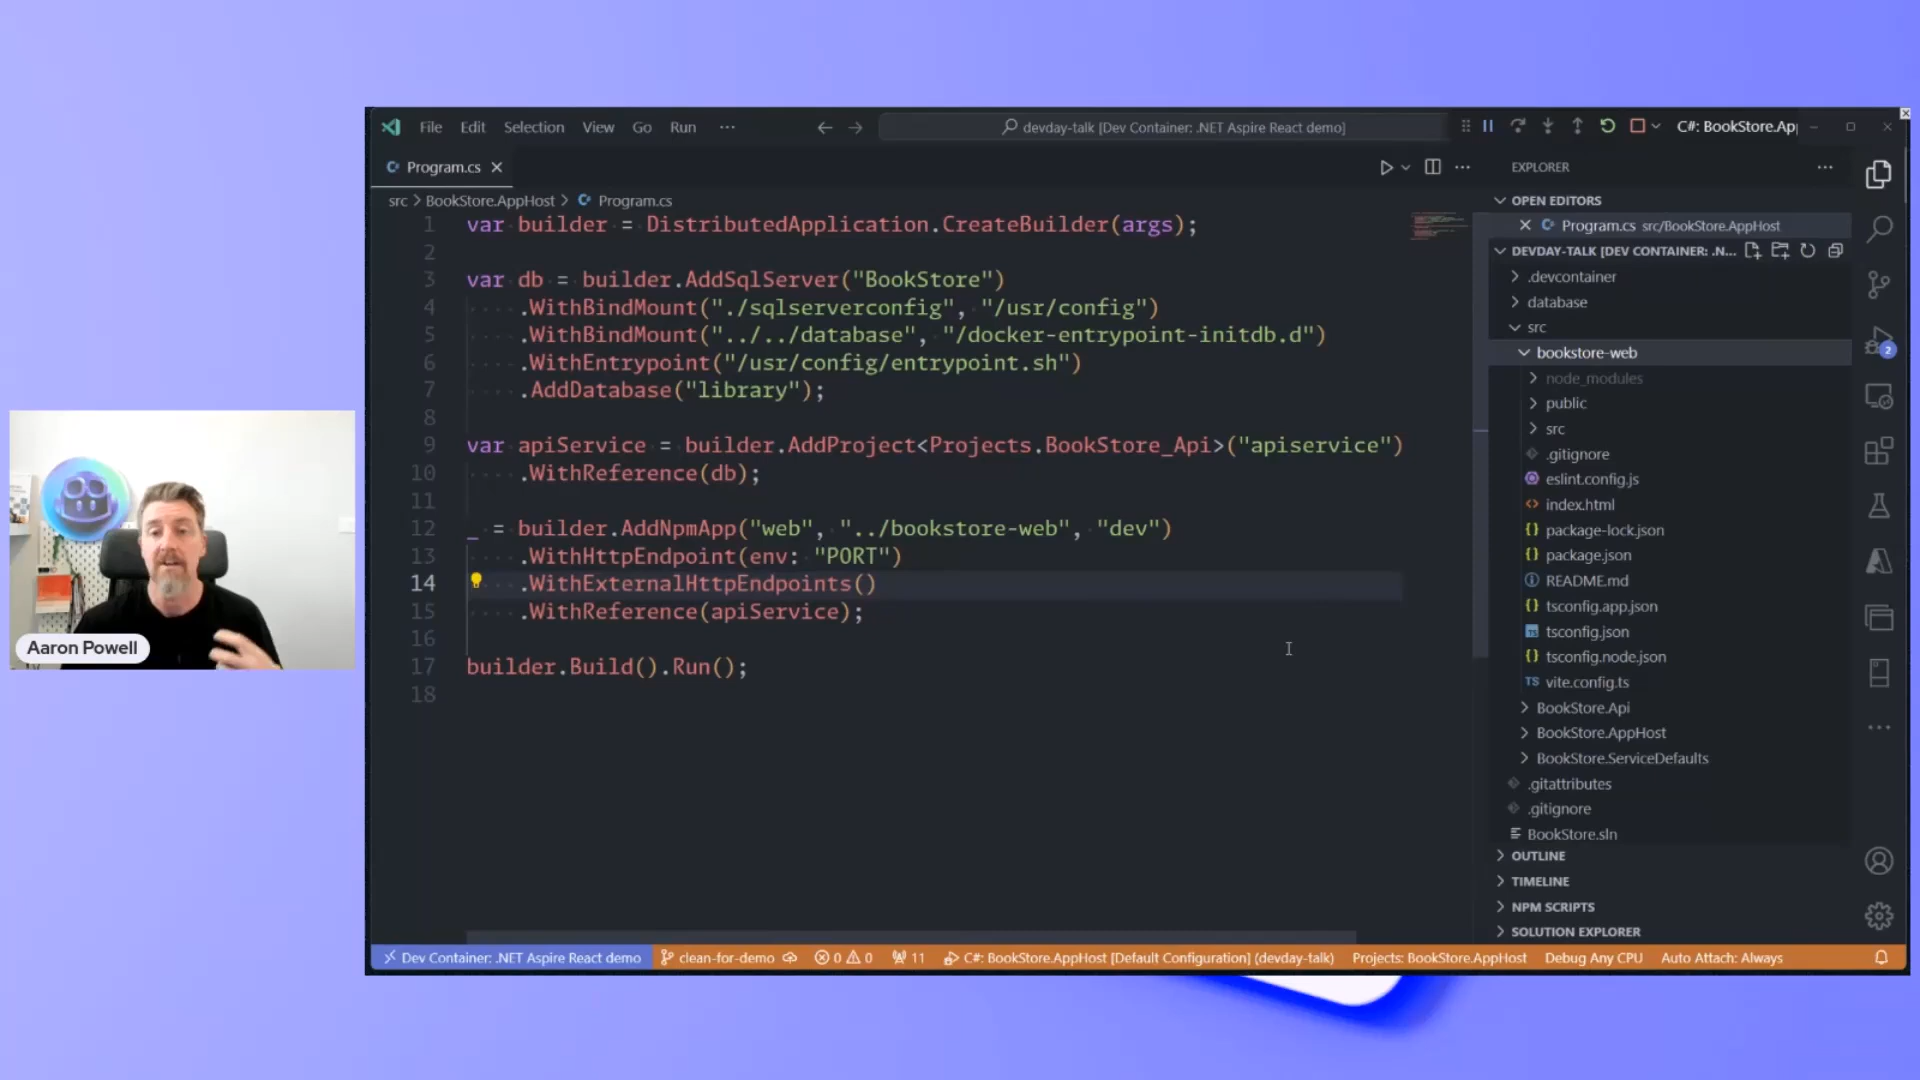 File Edit Selection View Go Run ···
devday-talk [Dev Container: .NET Aspire React demo]
C#: BookStore.Ap
Program.cs
src > BookStore.AppHost > Program.cs
1 var builder = DistributedApplication.CreateBuilder(args);
2
3 var db = builder.AddSqlServer("BookStore")
4 .WithBindMount("./sqlserverconfig", "/usr/config")
5 .WithBindMount("../../database", "/docker-entrypoint-initdb.d")
6 .WithEntrypoint("/usr/config/entrypoint.sh")
7 .AddDatabase("library");
8
9 var apiService = builder.AddProject<Projects.BookStore_Api>("apiservice")
10 .WithReference(db);
11
12 _ = builder.AddNpmApp("web", "../bookstore-web", "dev")
13 .WithHttpEndpoint(env: "PORT")
14 .WithExternalHttpEndpoints()
15 .WithReference(apiService);
16
17 builder.Build().Run();
18
EXPLORER
OPEN EDITORS
Program.cs src/BookStore.AppHost
DEVDAY-TALK [DEV CONTAINER: .N...
.devcontainer
database
src
bookstore-web
node_modules
public
src
.gitignore
eslint.config.js
index.html
package-lock.json
package.json
README.md
tsconfig.app.json
tsconfig.json
tsconfig.node.json
TS vite.config.ts
BookStore.Api
BookStore.AppHost
BookStore.ServiceDefaults
.gitattributes
.gitignore
BookStore.sln
OUTLINE
TIMELINE
NPM SCRIPTS
SOLUTION EXPLORER
2
Aaron Powell
Dev Container: .NET Aspire React demo
clean-for-demo
0 0
11
C#: BookStore.AppHost [Default Configuration] (devday-talk)
Projects: BookStore.AppHost
Debug Any CPU
Auto Attach: Always